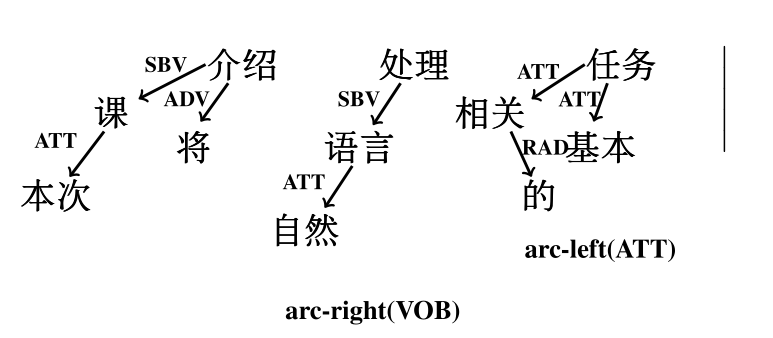 SBV 介绍 处理 ATT 任务
课 ADV SBV 相关 ATT
ATT 将 语言 RAD 基本
本次 ATT 的
自然
arc-left(ATT)
arc-right(VOB)